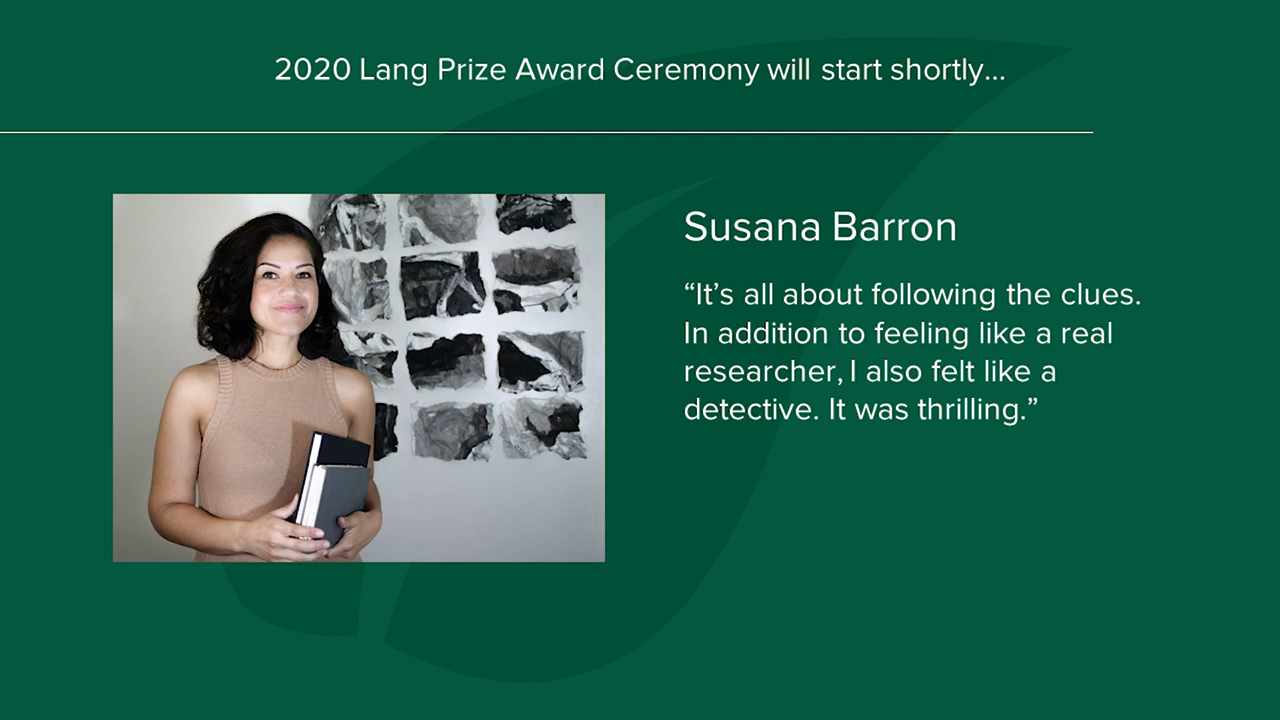 2020 Lang Prize Award Ceremony will start shortly...
Susana Barron
“It’s all about following the clues.
In addition to feeling like a real
researcher, I also felt like a
detective. It was thrilling.”